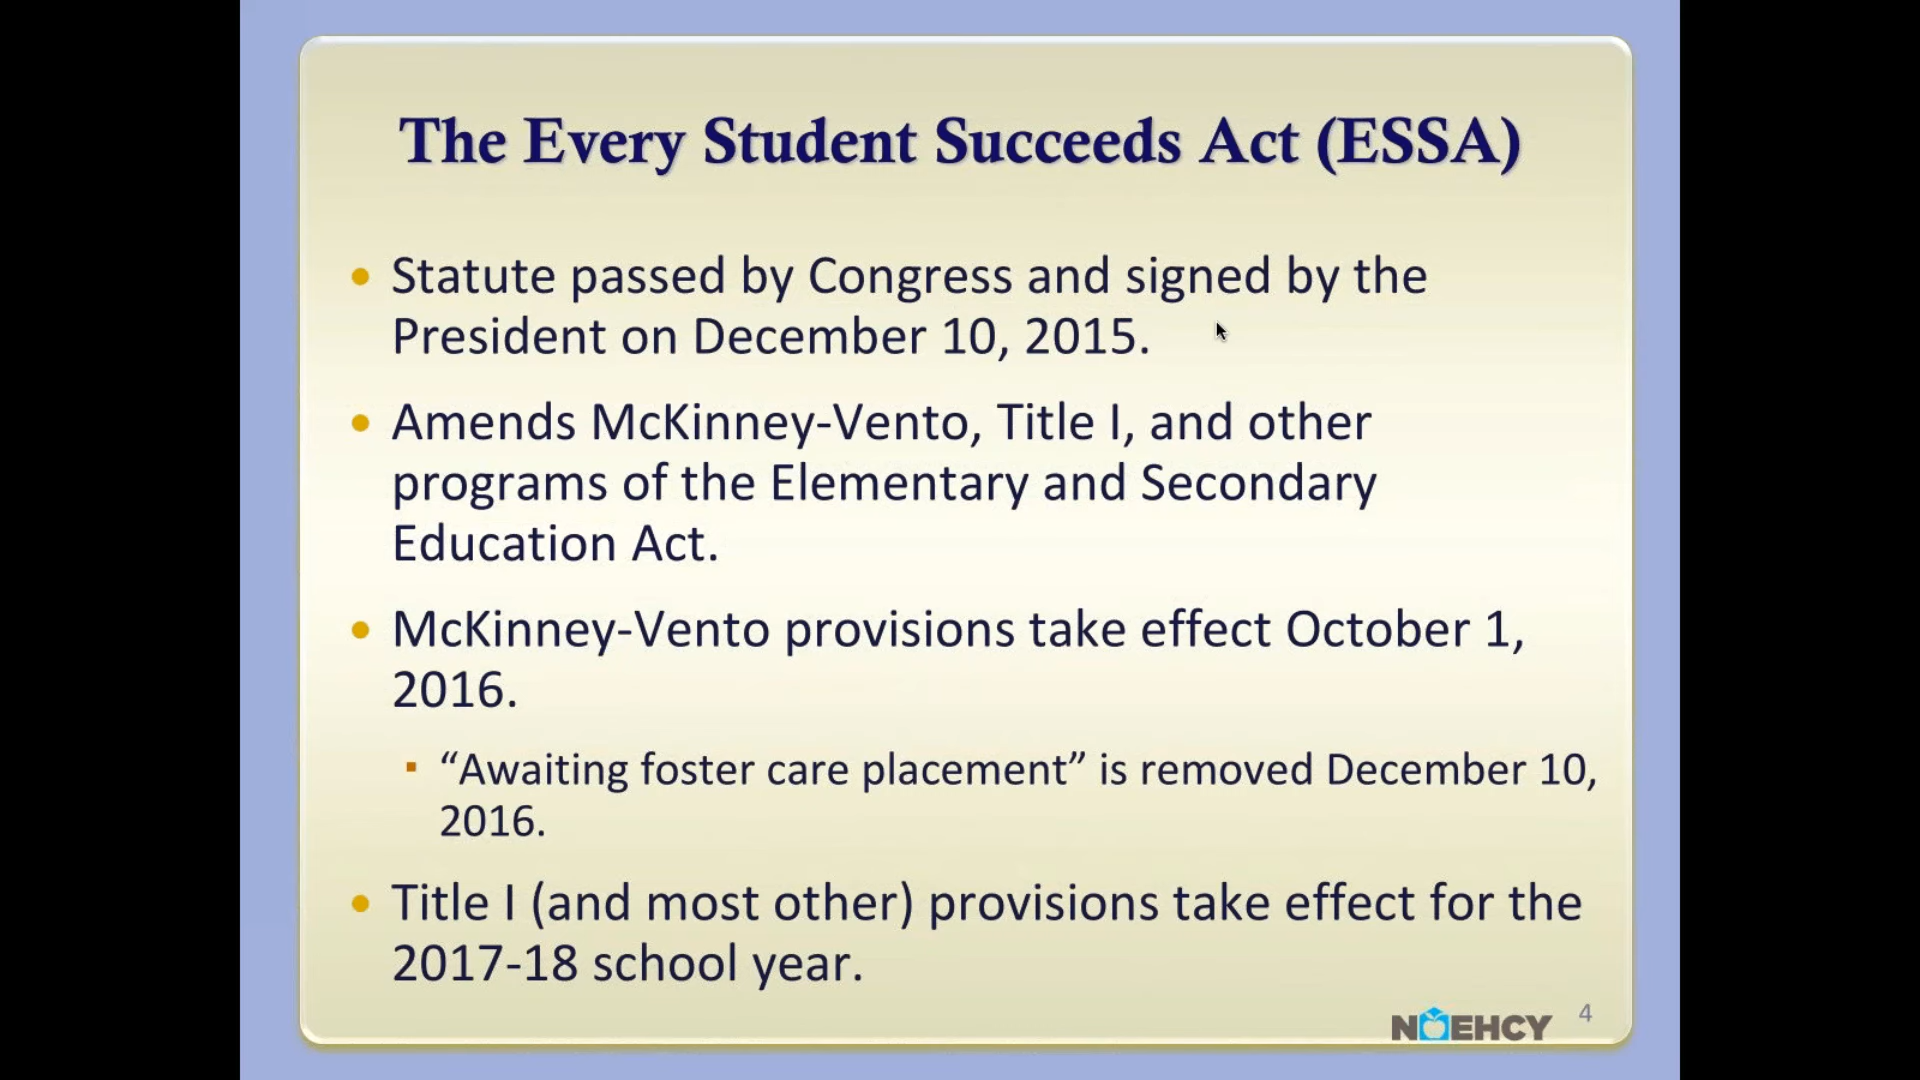 The Every Student Succeeds Act (ESSA)
• Statute passed by Congress and signed by the
President on December 10, 2015.
• Amends McKinney-Vento, Title I, and other
programs of the Elementary and Secondary
Education Act.
• McKinney-Vento provisions take effect October 1,
2016.
▪ “Awaiting foster care placement” is removed December 10,
2016.
• Title I (and most other) provisions take effect for the
2017-18 school year.
NAEHCY
4